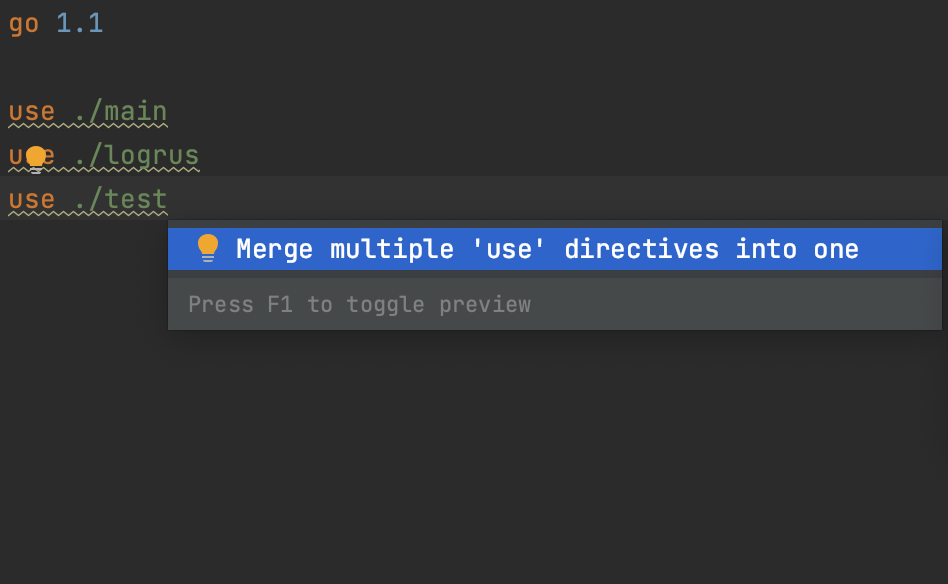 go 1.1
use ./main
use ./logrus
use ./test
Merge multiple 'use' directives into one
Press F1 to toggle preview